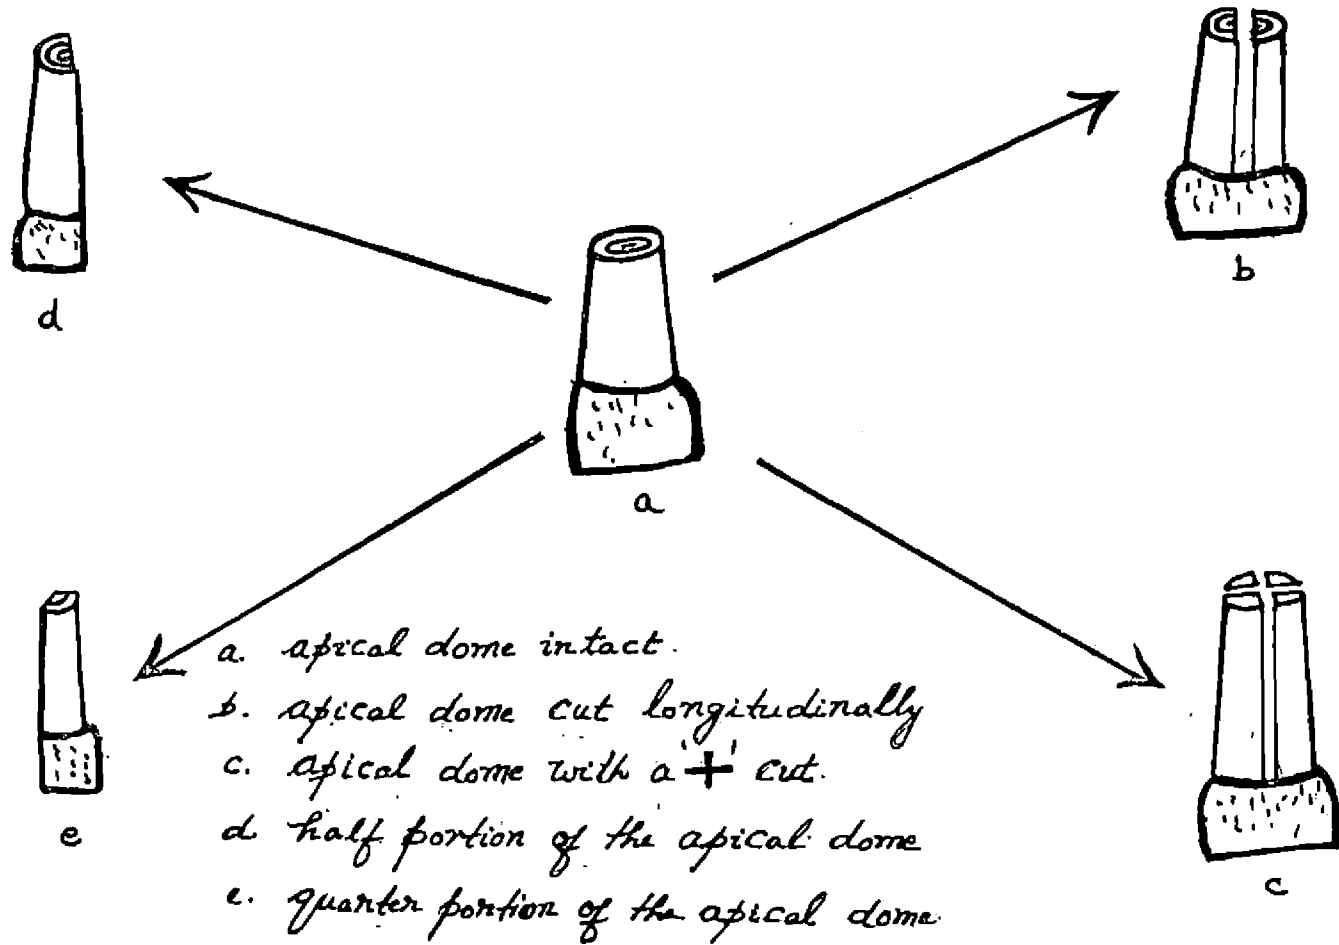 d
b
a
e
c
a. apical dome intact.
b. apical dome cut longitudinally
c. apical dome with a '+' cut.
d. half portion of the apical dome
e. quarter portion of the apical dome.